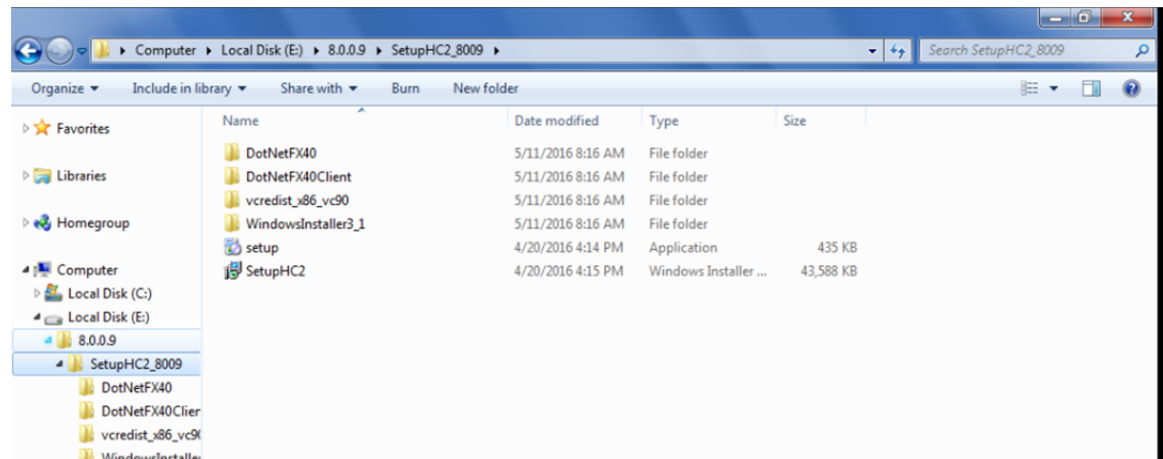 Computer Local Disk (E:) 8.0.0.9 SetupHC2_8009
Search SetupHC2_8009
Organize Include in library Share with Burn New folder
Favorites
Libraries
Homegroup
Computer
Local Disk (C:)
Local Disk (E:)
8.0.0.9
SetupHC2_8009
DotNetFX40
DotNetFX40Clier
vcredist_x86_vc90
WindowsInstaller
Name Date modified Type Size
DotNetFX40 5/11/2016 8:16 AM File folder
DotNetFX40Client 5/11/2016 8:16 AM File folder
vcredist_x86_vc90 5/11/2016 8:16 AM File folder
WindowsInstaller3_1 5/11/2016 8:16 AM File folder
setup 4/20/2016 4:14 PM Application 435 KB
SetupHC2 4/20/2016 4:15 PM Windows Installer ... 43,588 KB